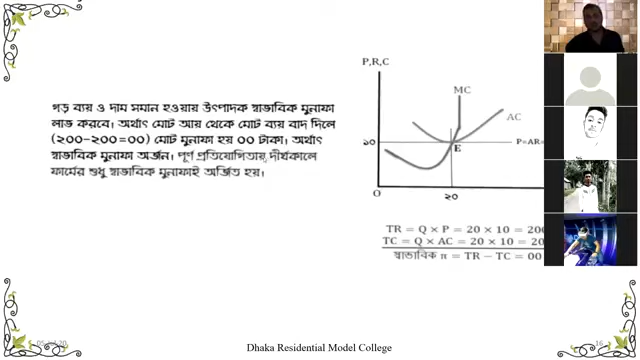 গড় ব্যয় ও দাম সমান হওয়ায় উৎপাদক স্বাভাবিক মুনাফা
লাভ করবে। অর্থাৎ মোট আয় থেকে মোট ব্যয় বাদ দিলে
(২০০-২০০=০০) মোট মুনাফা হয় ০০ টাকা। অর্থাৎ
স্বাভাবিক মুনাফা অর্জন। পূর্ণ প্রতিযোগিতায় দীর্ঘকালে
ফার্মের শুধু স্বাভাবিক মুনাফাই অর্জিত হয়।
P,R,C
MC
AC
১০
P=AR=
E
O
২০
TR = Q × P = 20 × 10 = 200
TC = Q × AC = 20 × 10 = 20
স্বাভাবিক π = TR − TC = 00
Dhaka Residential Model College
16